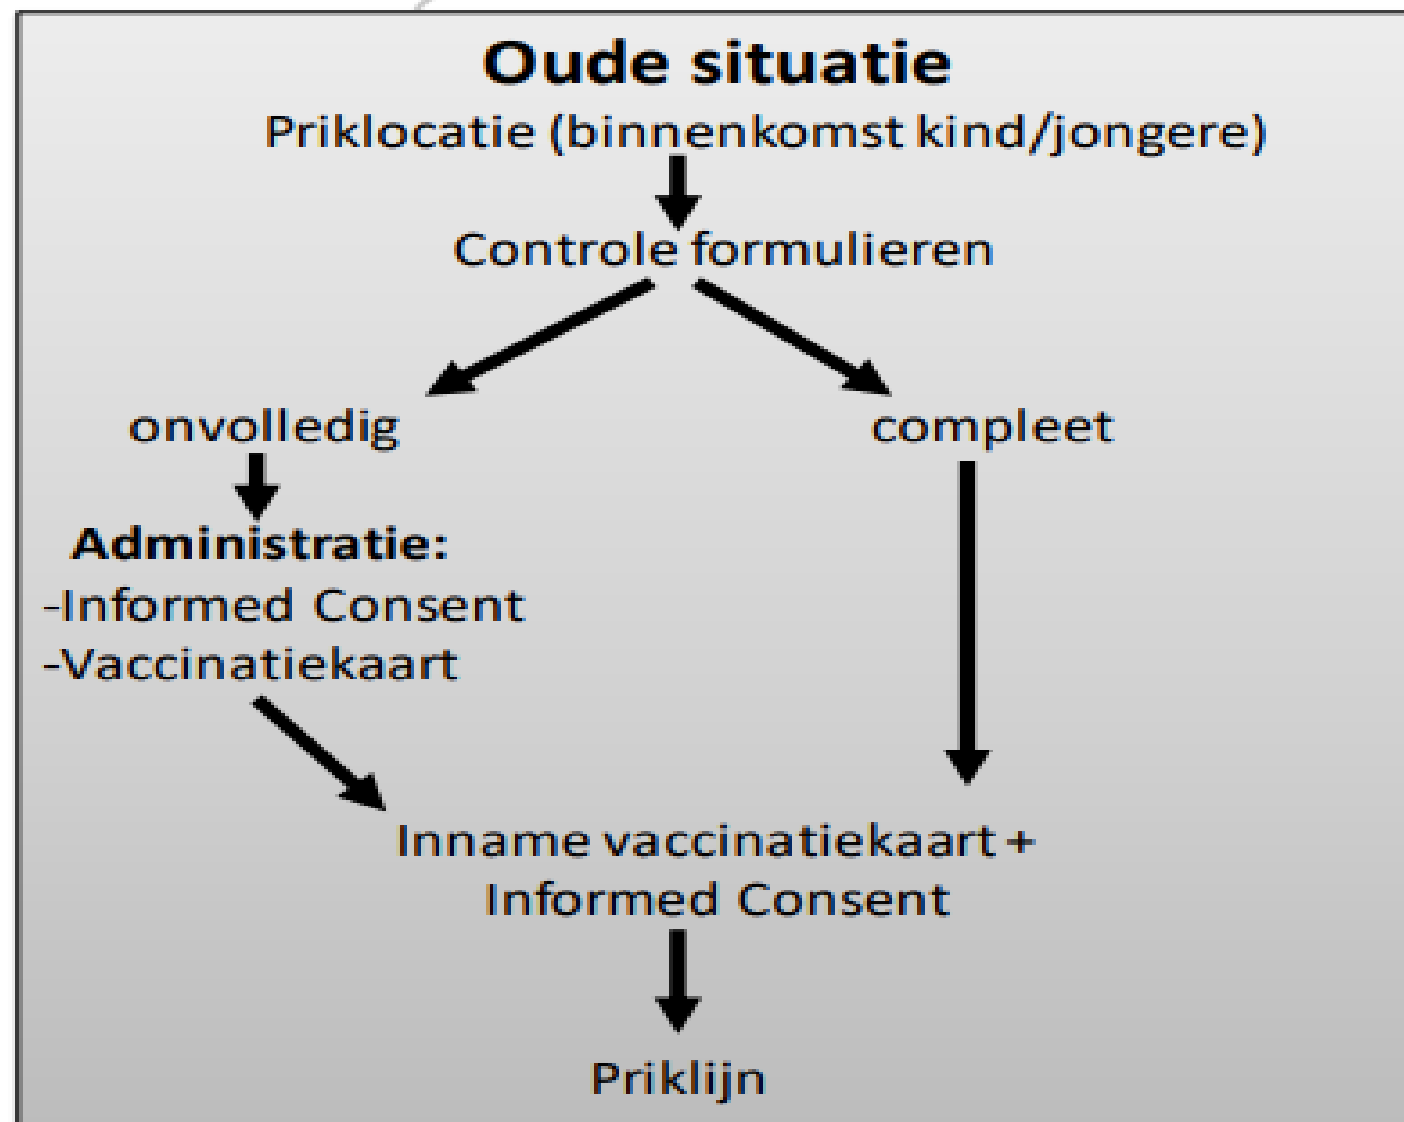 Oude situatie
Priklocatie (binnenkomst kind/jongere)
Controle formulieren
onvolledig
compleet
Administratie:
-Informed Consent
-Vaccinatiekaart
Inname vaccinatiekaart +
Informed Consent
Priklijn